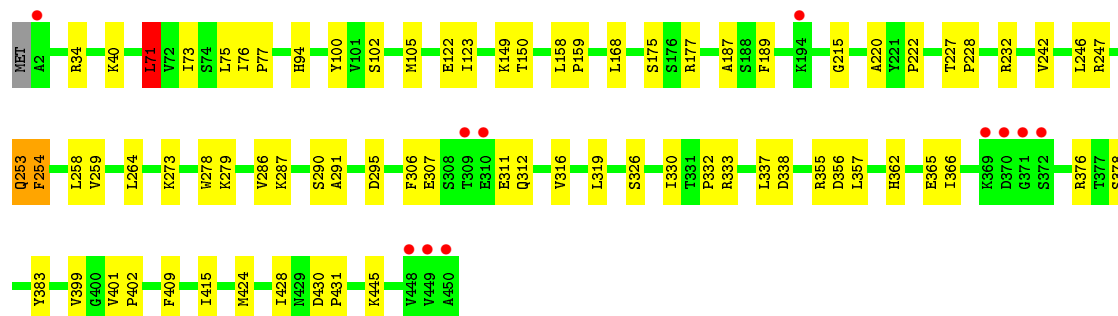 MET A2 R34 K40 L71 V72 I73 S74 L75 I76 P77 H94 Y100 V101 S102 M105 E122 I123 K149 T150 L158 P159 L168 S175 S176 R177 A187 S188 F189 K194 G215 A220 Y221 P222 T227 P228 R232 V242 L246 R247
Q253 F254 L258 V259 L264 K273 W278 K279 V286 K287 S290 A291 D295 F306 E307 S308 T309 E310 E311 Q312 V316 L319 S326 I330 T331 P332 R333 L337 D338 R355 D356 L357 H362 E365 I366 K369 D370 G371 S372 R376 T377 S378
Y383 V399 G400 V401 P402 F409 I415 M424 I428 N429 D430 P431 K445 V448 V449 A450